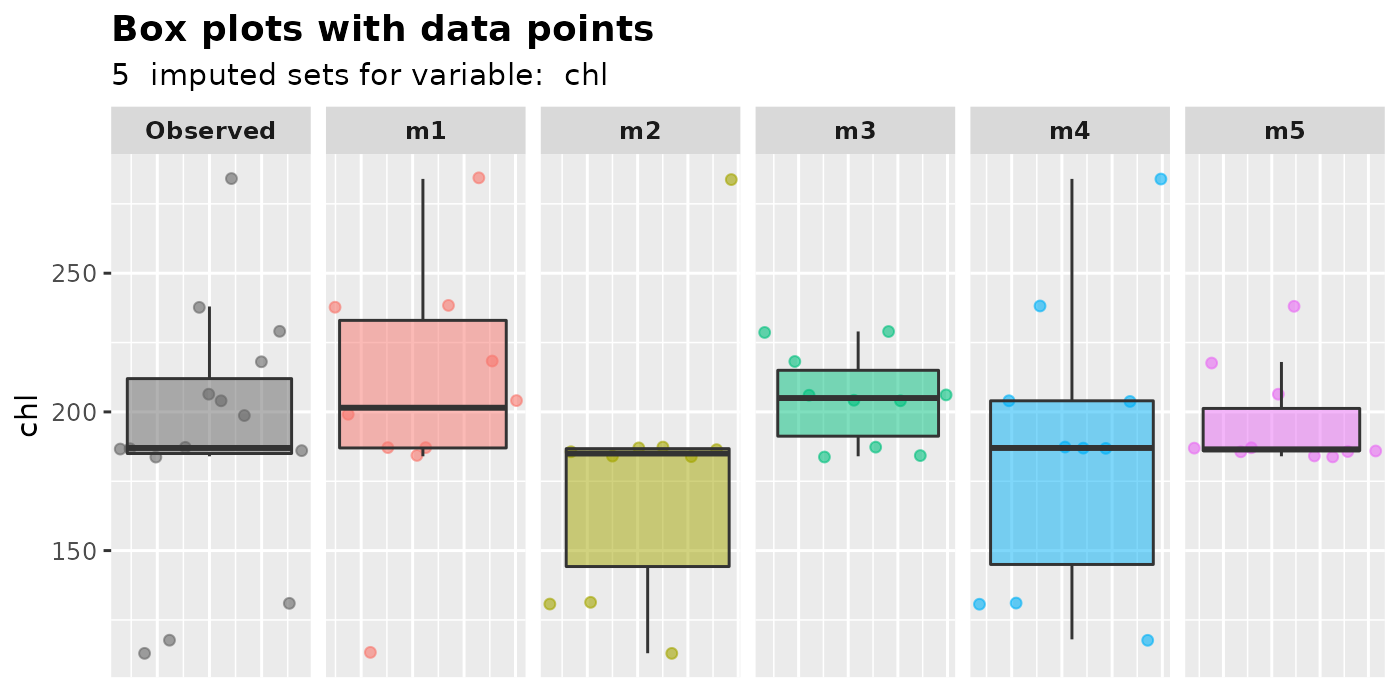 Box plots with data points
5  imputed sets for variable:  chl
Observed
m1
m2
m3
m4
m5
chl
250
200
150